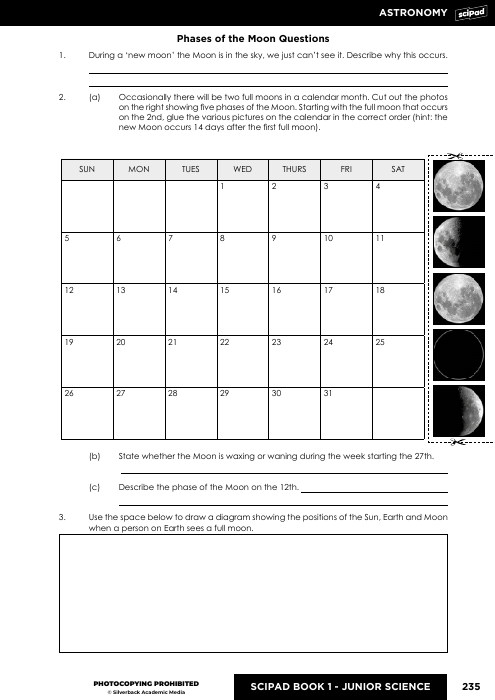 ASTRONOMY scipad
Phases of the Moon Questions
1. During a ‘new moon’ the Moon is in the sky, we just can’t see it. Describe why this occurs.
2. (a) Occasionally there will be two full moons in a calendar month. Cut out the photos
on the right showing five phases of the Moon. Starting with the full moon that occurs
on the 2nd, glue the various pictures on the calendar in the correct order (hint: the
new Moon occurs 14 days after the first full moon).
SUN MON TUES WED THURS FRI SAT
1 2 3 4
5 6 7 8 9 10 11
12 13 14 15 16 17 18
19 20 21 22 23 24 25
26 27 28 29 30 31
(b) State whether the Moon is waxing or waning during the week starting the 27th.
(c) Describe the phase of the Moon on the 12th.
3. Use the space below to draw a diagram showing the positions of the Sun, Earth and Moon
when a person on Earth sees a full moon.
PHOTOCOPYING PROHIBITED
© Silverback Academic Media
SCIPAD BOOK 1 - JUNIOR SCIENCE 235